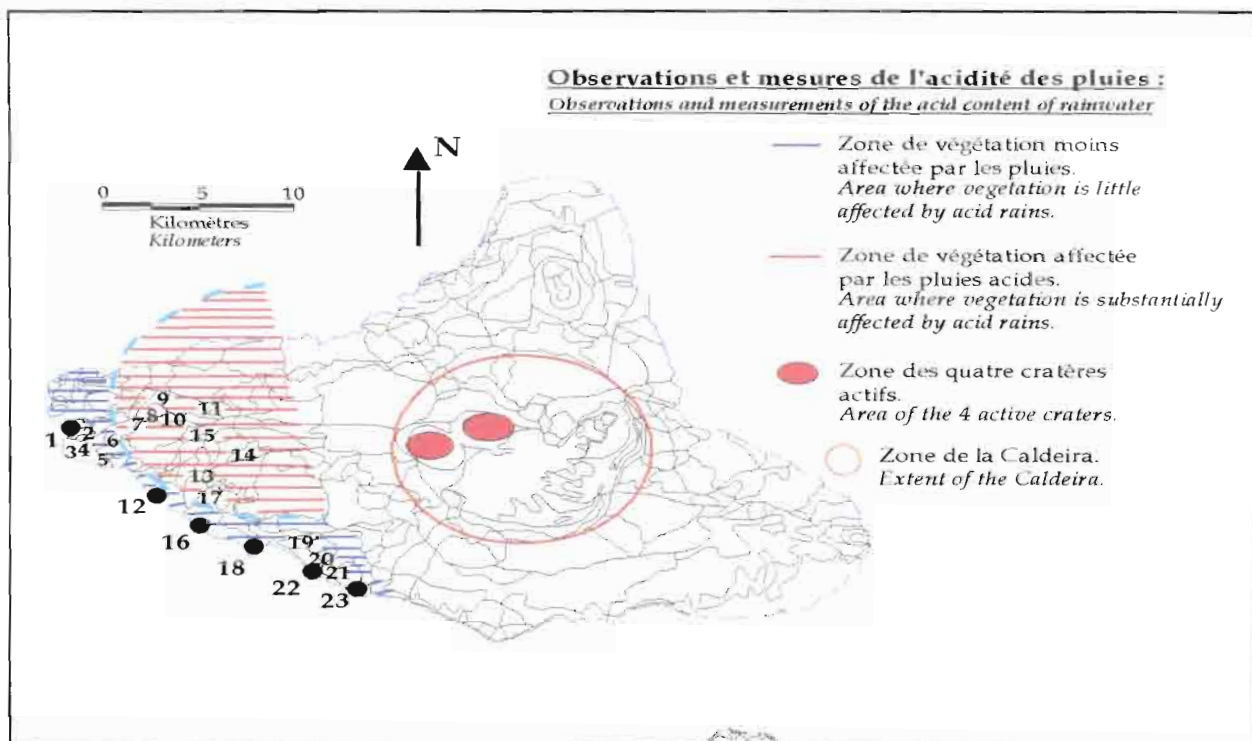 Observations et mesures de l'acidité des pluies :
Observations and measurements of the acid content of rainwater
N
0 5 10
Kilomètres
Kilometers
Zone de végétation moins
affectée par les pluies.
Area where vegetation is little
affected by acid rains.
Zone de végétation affectée
par les pluies acides.
Area where vegetation is substantially
affected by acid rains.
Zone des quatre cratères
actifs.
Area of the 4 active craters.
Zone de la Caldeira.
Extent of the Caldeira.
9
8
11
7
10
1
2
15
6
34
14
5
13
12
17
16
19
18
20
21
22
23